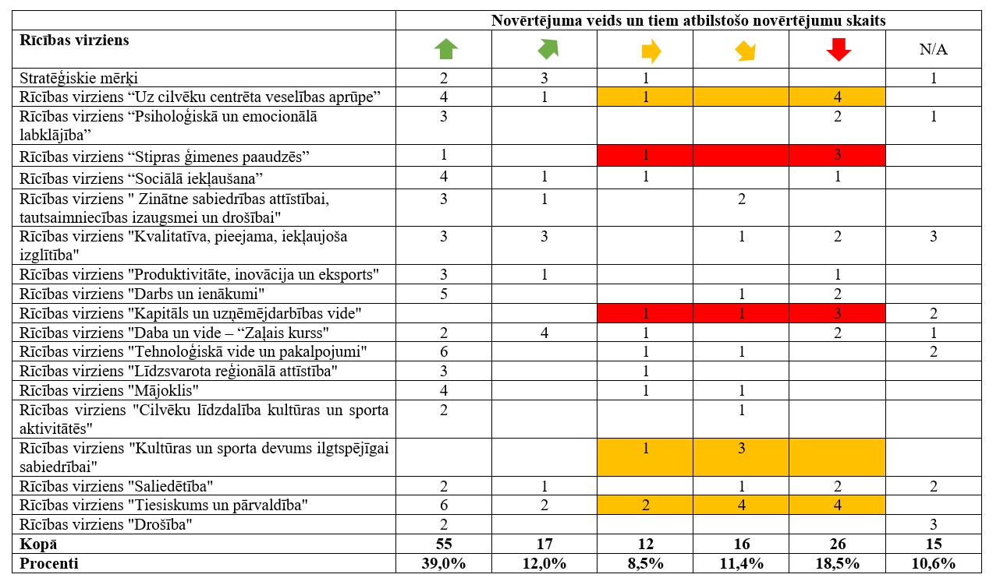 Novērtējuma veids un tiem atbilstošo novērtējumu skaits
Rīcības virziens
N/A
Stratēģiskie mērķi 2 3 1 1
Rīcības virziens “Uz cilvēku centrēta veselības aprūpe” 4 1 1 4
Rīcības virziens “Psiholoģiskā un emocionālā 3 2 1
labklājība”
Rīcības virziens “Stipras ģimenes paaudzēs” 1 1 3
Rīcības virziens “Sociālā iekļaušana” 4 1 1 1
Rīcības virziens " Zinātne sabiedrības attīstībai, 3 1 2
tautsaimniecības izaugsmei un drošībai"
Rīcības virziens "Kvalitatīva, pieejama, iekļaujoša 3 3 1 2 3
izglītība"
Rīcības virziens "Produktivitāte, inovācija un eksports" 3 1 1
Rīcības virziens "Darbs un ienākumi" 5 1 2
Rīcības virziens "Kapitāls un uzņēmējdarbības vide" 1 1 3 2
Rīcības virziens "Daba un vide – “Zaļais kurss" 2 4 1 2 1
Rīcības virziens "Tehnoloģiskā vide un pakalpojumi" 6 1 1 2
Rīcības virziens "Līdzsvarota reģionālā attīstība" 3 1
Rīcības virziens "Mājoklis" 4 1 1
Rīcības virziens "Cilvēku līdzdalība kultūras un sporta 2 1
aktivitātēs"
Rīcības virziens "Kultūras un sporta devums ilgtspējīgai 1 3
sabiedrībai"
Rīcības virziens "Saliedētība" 2 1 1 2 2
Rīcības virziens "Tiesiskums un pārvaldība" 6 2 2 4 4
Rīcības virziens "Drošība" 2 3
Kopā 55 17 12 16 26 15
Procenti 39,0% 12,0% 8,5% 11,4% 18,5% 10,6%